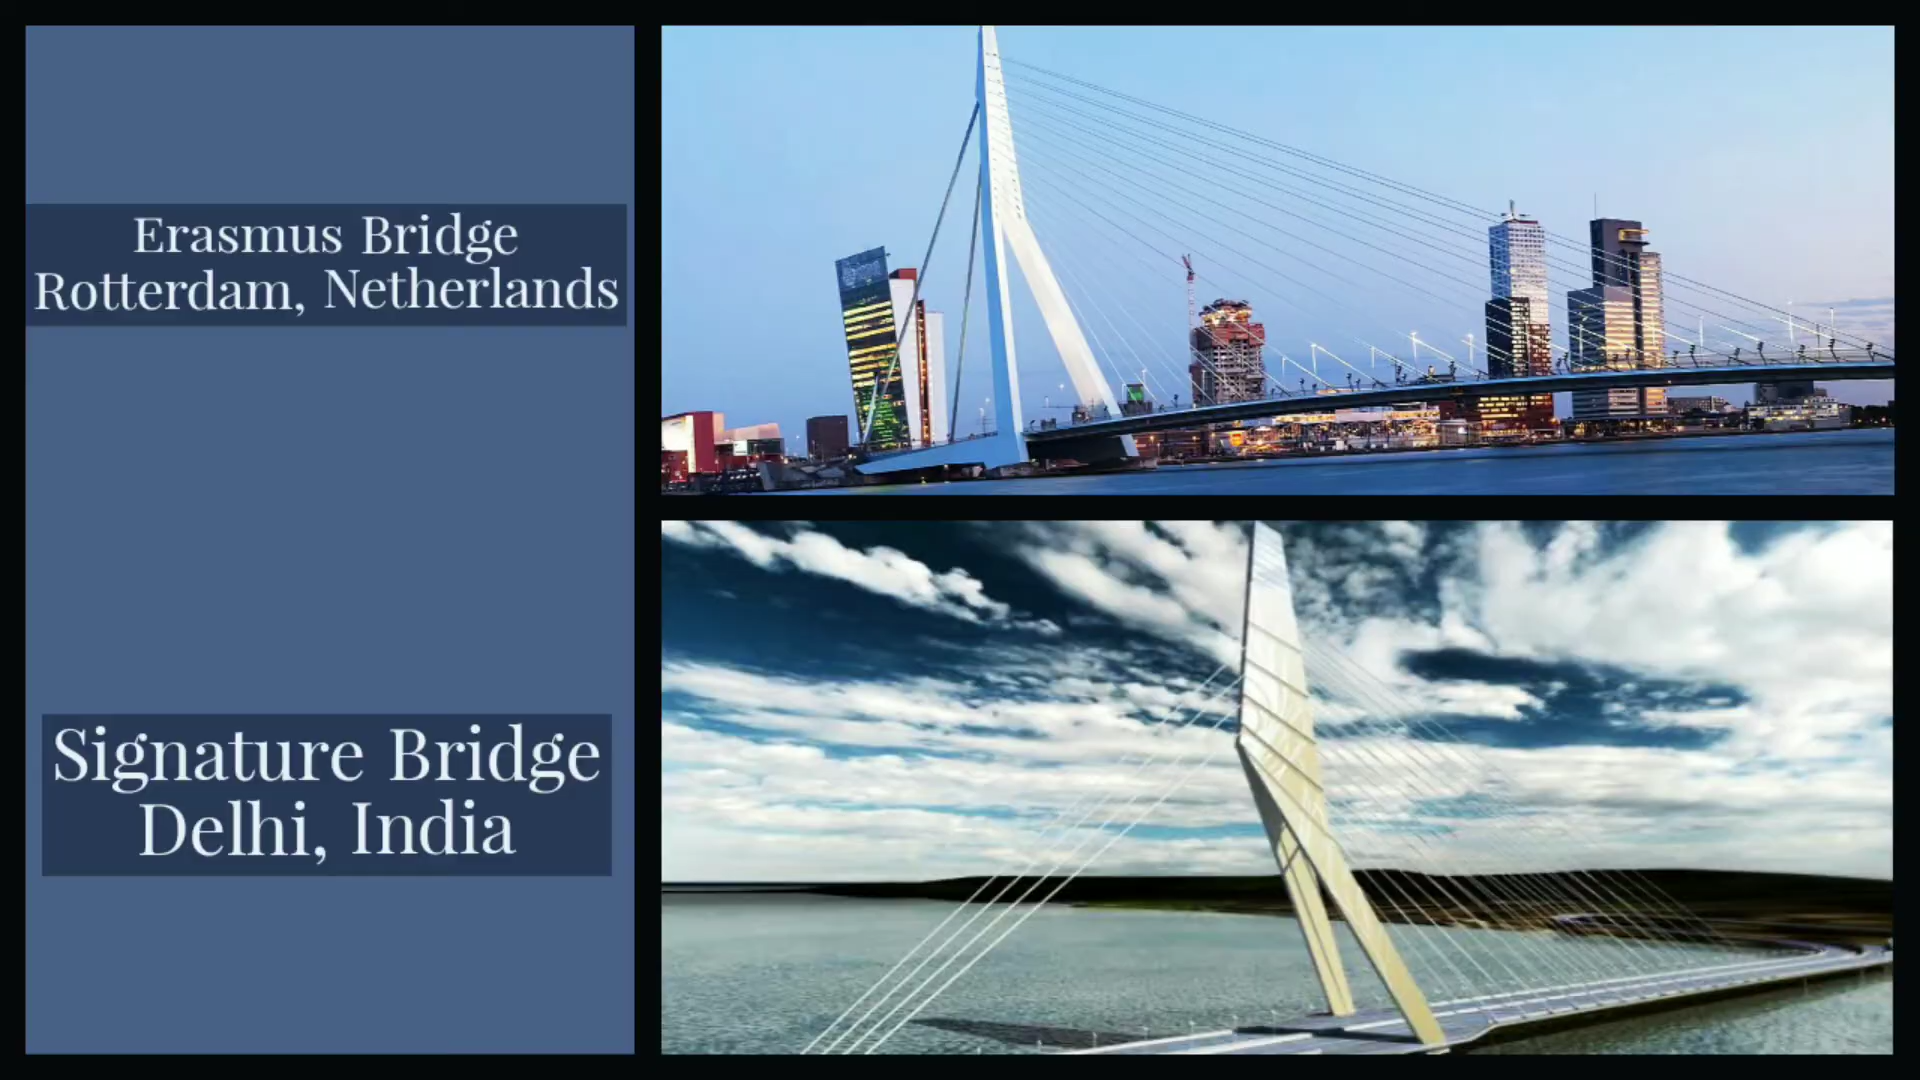 Erasmus Bridge
Rotterdam, Netherlands
Signature Bridge
Delhi, India